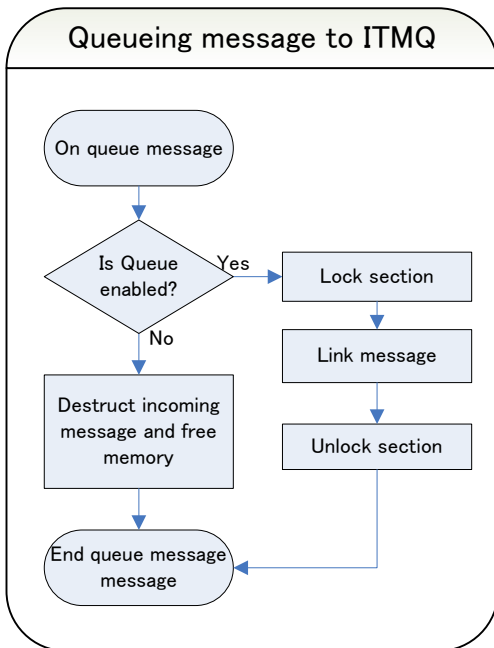 Queueing message to ITMQ
On queue message
Is Queue
enabled?
Yes
No
Lock section
Link message
Unlock section
Destruct incoming
message and free
memory
End queue message
message